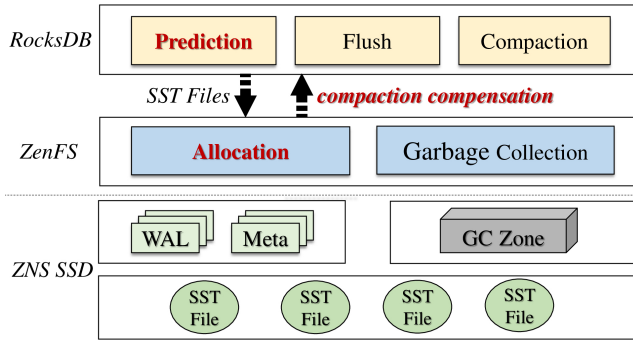 RocksDB
Prediction
Flush
Compaction
SST Files
compaction compensation
ZenFS
Allocation
Garbage Collection
ZNS SSD
WAL
Meta
GC Zone
SST
File
SST
File
SST
File
SST
File